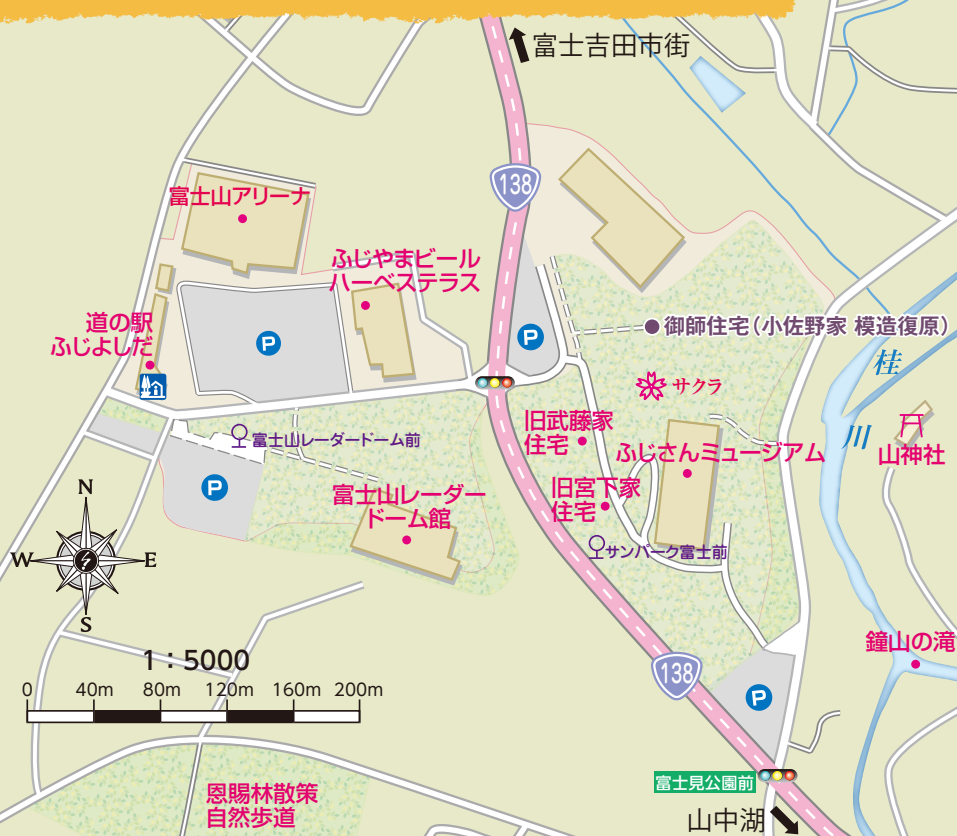 富士吉田市街
138
富士山アリーナ
ふじやまビール
ハーベステラス
P
P
道の駅
ふじよしだ
御師住宅(小佐野家 模造復原)
桂
川
サクラ
旧武藤家
住宅
ふじさんミュージアム
山神社
富士山レーダードーム前
P
富士山レーダー
ドーム館
旧宮下家
住宅
サンパーク富士前
N
W
E
S
鐘山の滝
1:5000
0 40m 80m 120m 160m 200m
138
P
富士見公園前
恩賜林散策
自然歩道
山中湖